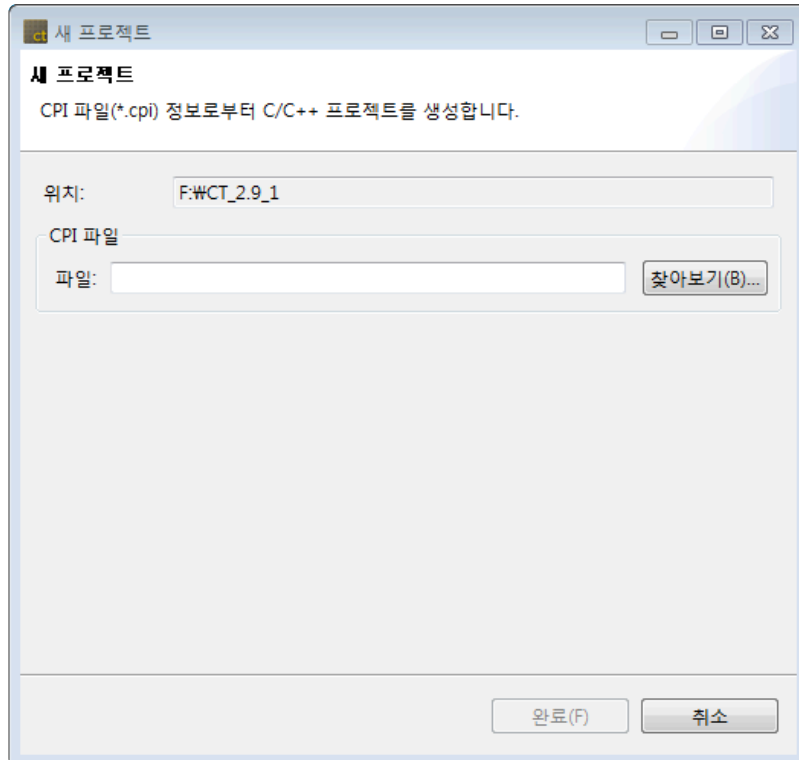 ct 새 프로젝트
새 프로젝트
CPI 파일(*.cpi) 정보로부터 C/C++ 프로젝트를 생성합니다.
위치: F:₩CT_2.9_1
CPI 파일
파일: 찾아보기(B)...
완료(F) 취소